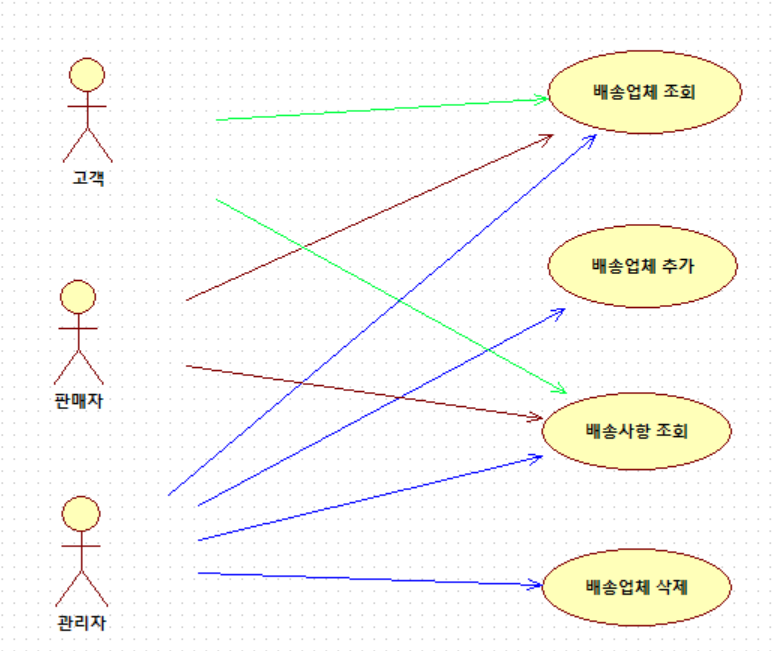 고객
판매자
관리자
배송업체 조회
배송업체 추가
배송사항 조회
배송업체 삭제